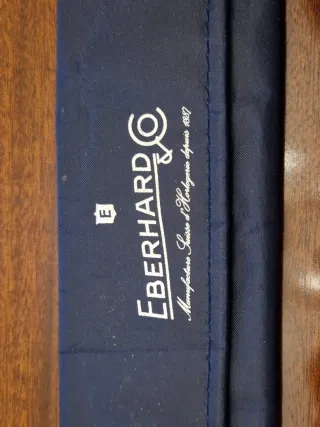 E
EBERHARD & CO
Manufacture Suisse d'Horlogerie depuis 1887